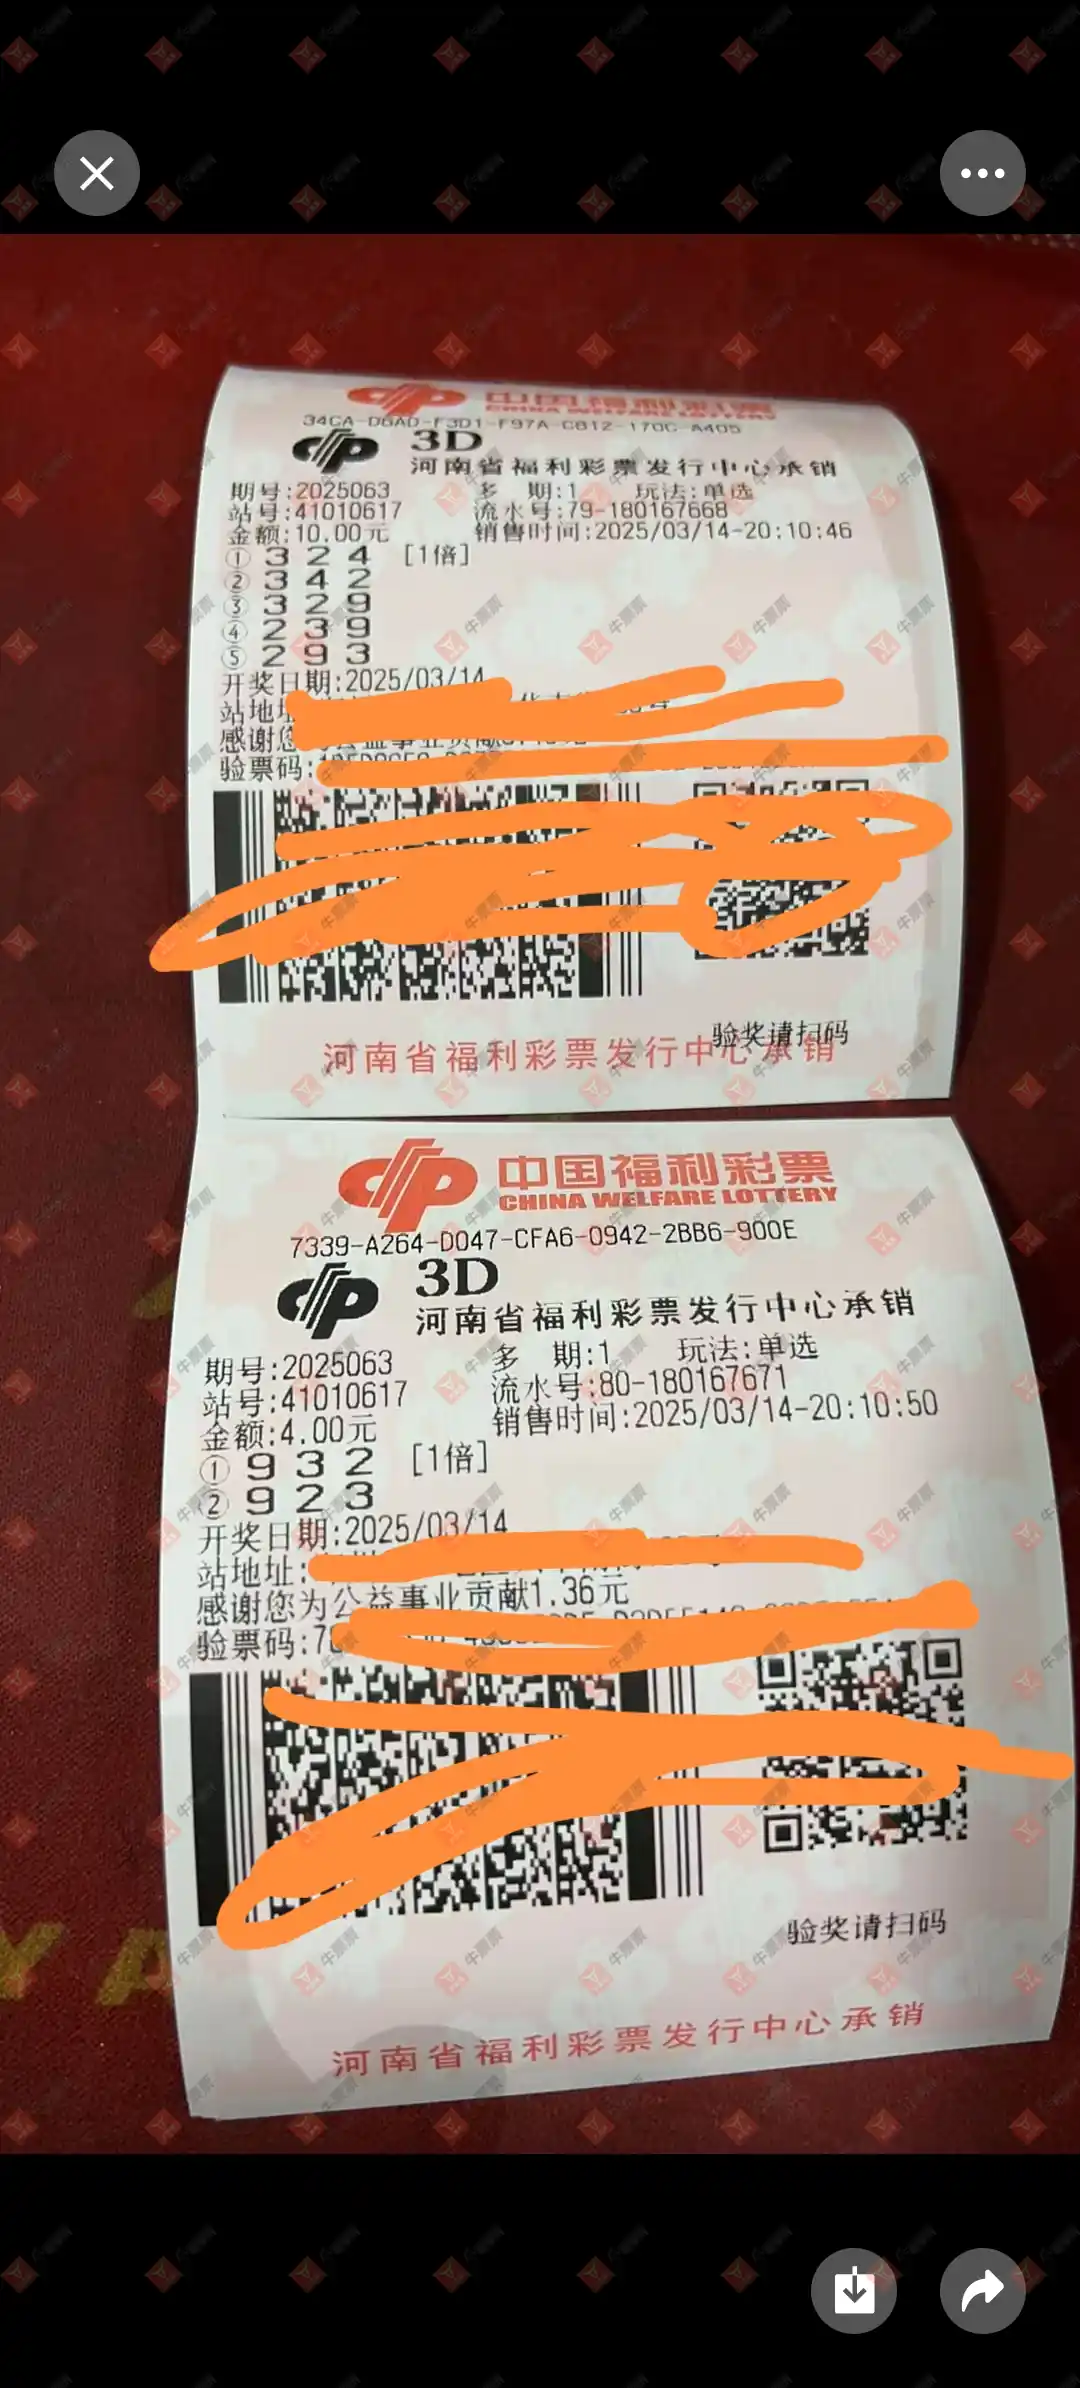 中国福利彩票
CHINA WELFARE LOTTERY
34CA-D6AD-F3D1-F97A-C812-170C-A405
3D
河南省福利彩票发行中心承销
期号:2025063 多 期:1 玩法:单选
站号:41010617 流水号:79-180167668
金额:10.00元 销售时间:2025/03/14-20:10:46
① 3 2 4 [1倍]
② 3 4 2
③ 3 2 9
④ 2 3 9
⑤ 2 9 3
开奖日期:2025/03/14
站地址
感谢您
验票码:
验奖请扫码
河南省福利彩票发行中心承销
中国福利彩票
CHINA WELFARE LOTTERY
7339-A264-D047-CFA6-0942-2BB6-900E
3D
河南省福利彩票发行中心承销
期号:2025063 多 期:1 玩法:单选
站号:41010617 流水号:80-180167671
金额:4.00元 销售时间:2025/03/14-20:10:50
① 9 3 2 [1倍]
② 9 2 3
开奖日期:2025/03/14
站地址:
感谢您为公益事业贡献1.36元
验票码:7
验奖请扫码
河南省福利彩票发行中心承销
牛票票